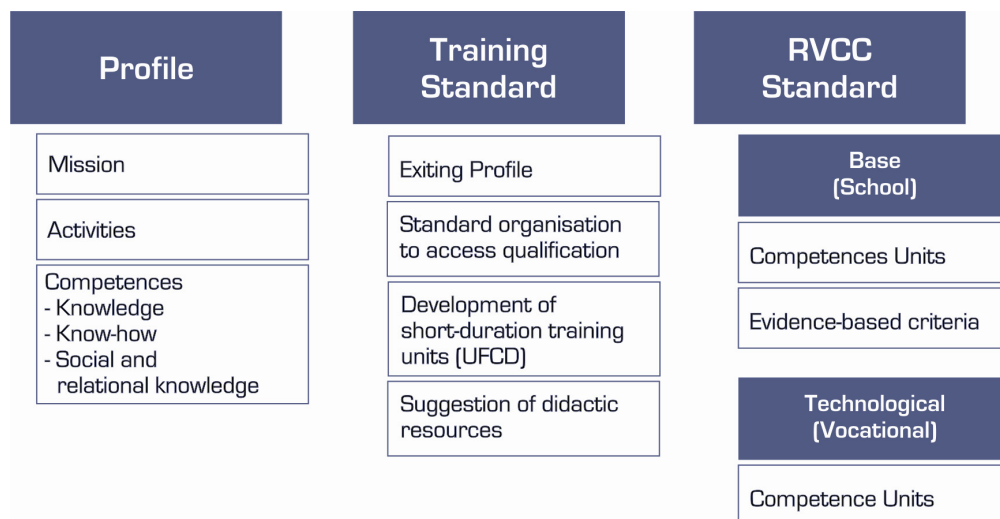 Profile
Mission
Activities
Competences
- Knowledge
- Know-how
- Social and
relational knowledge
Training
Standard
Exiting Profile
Standard organisation
to access qualification
Development of
short-duration training
units (UFCD)
Suggestion of didactic
resources
RVCC
Standard
Base
(School)
Competences Units
Evidence-based criteria
Technological
(Vocational)
Competence Units